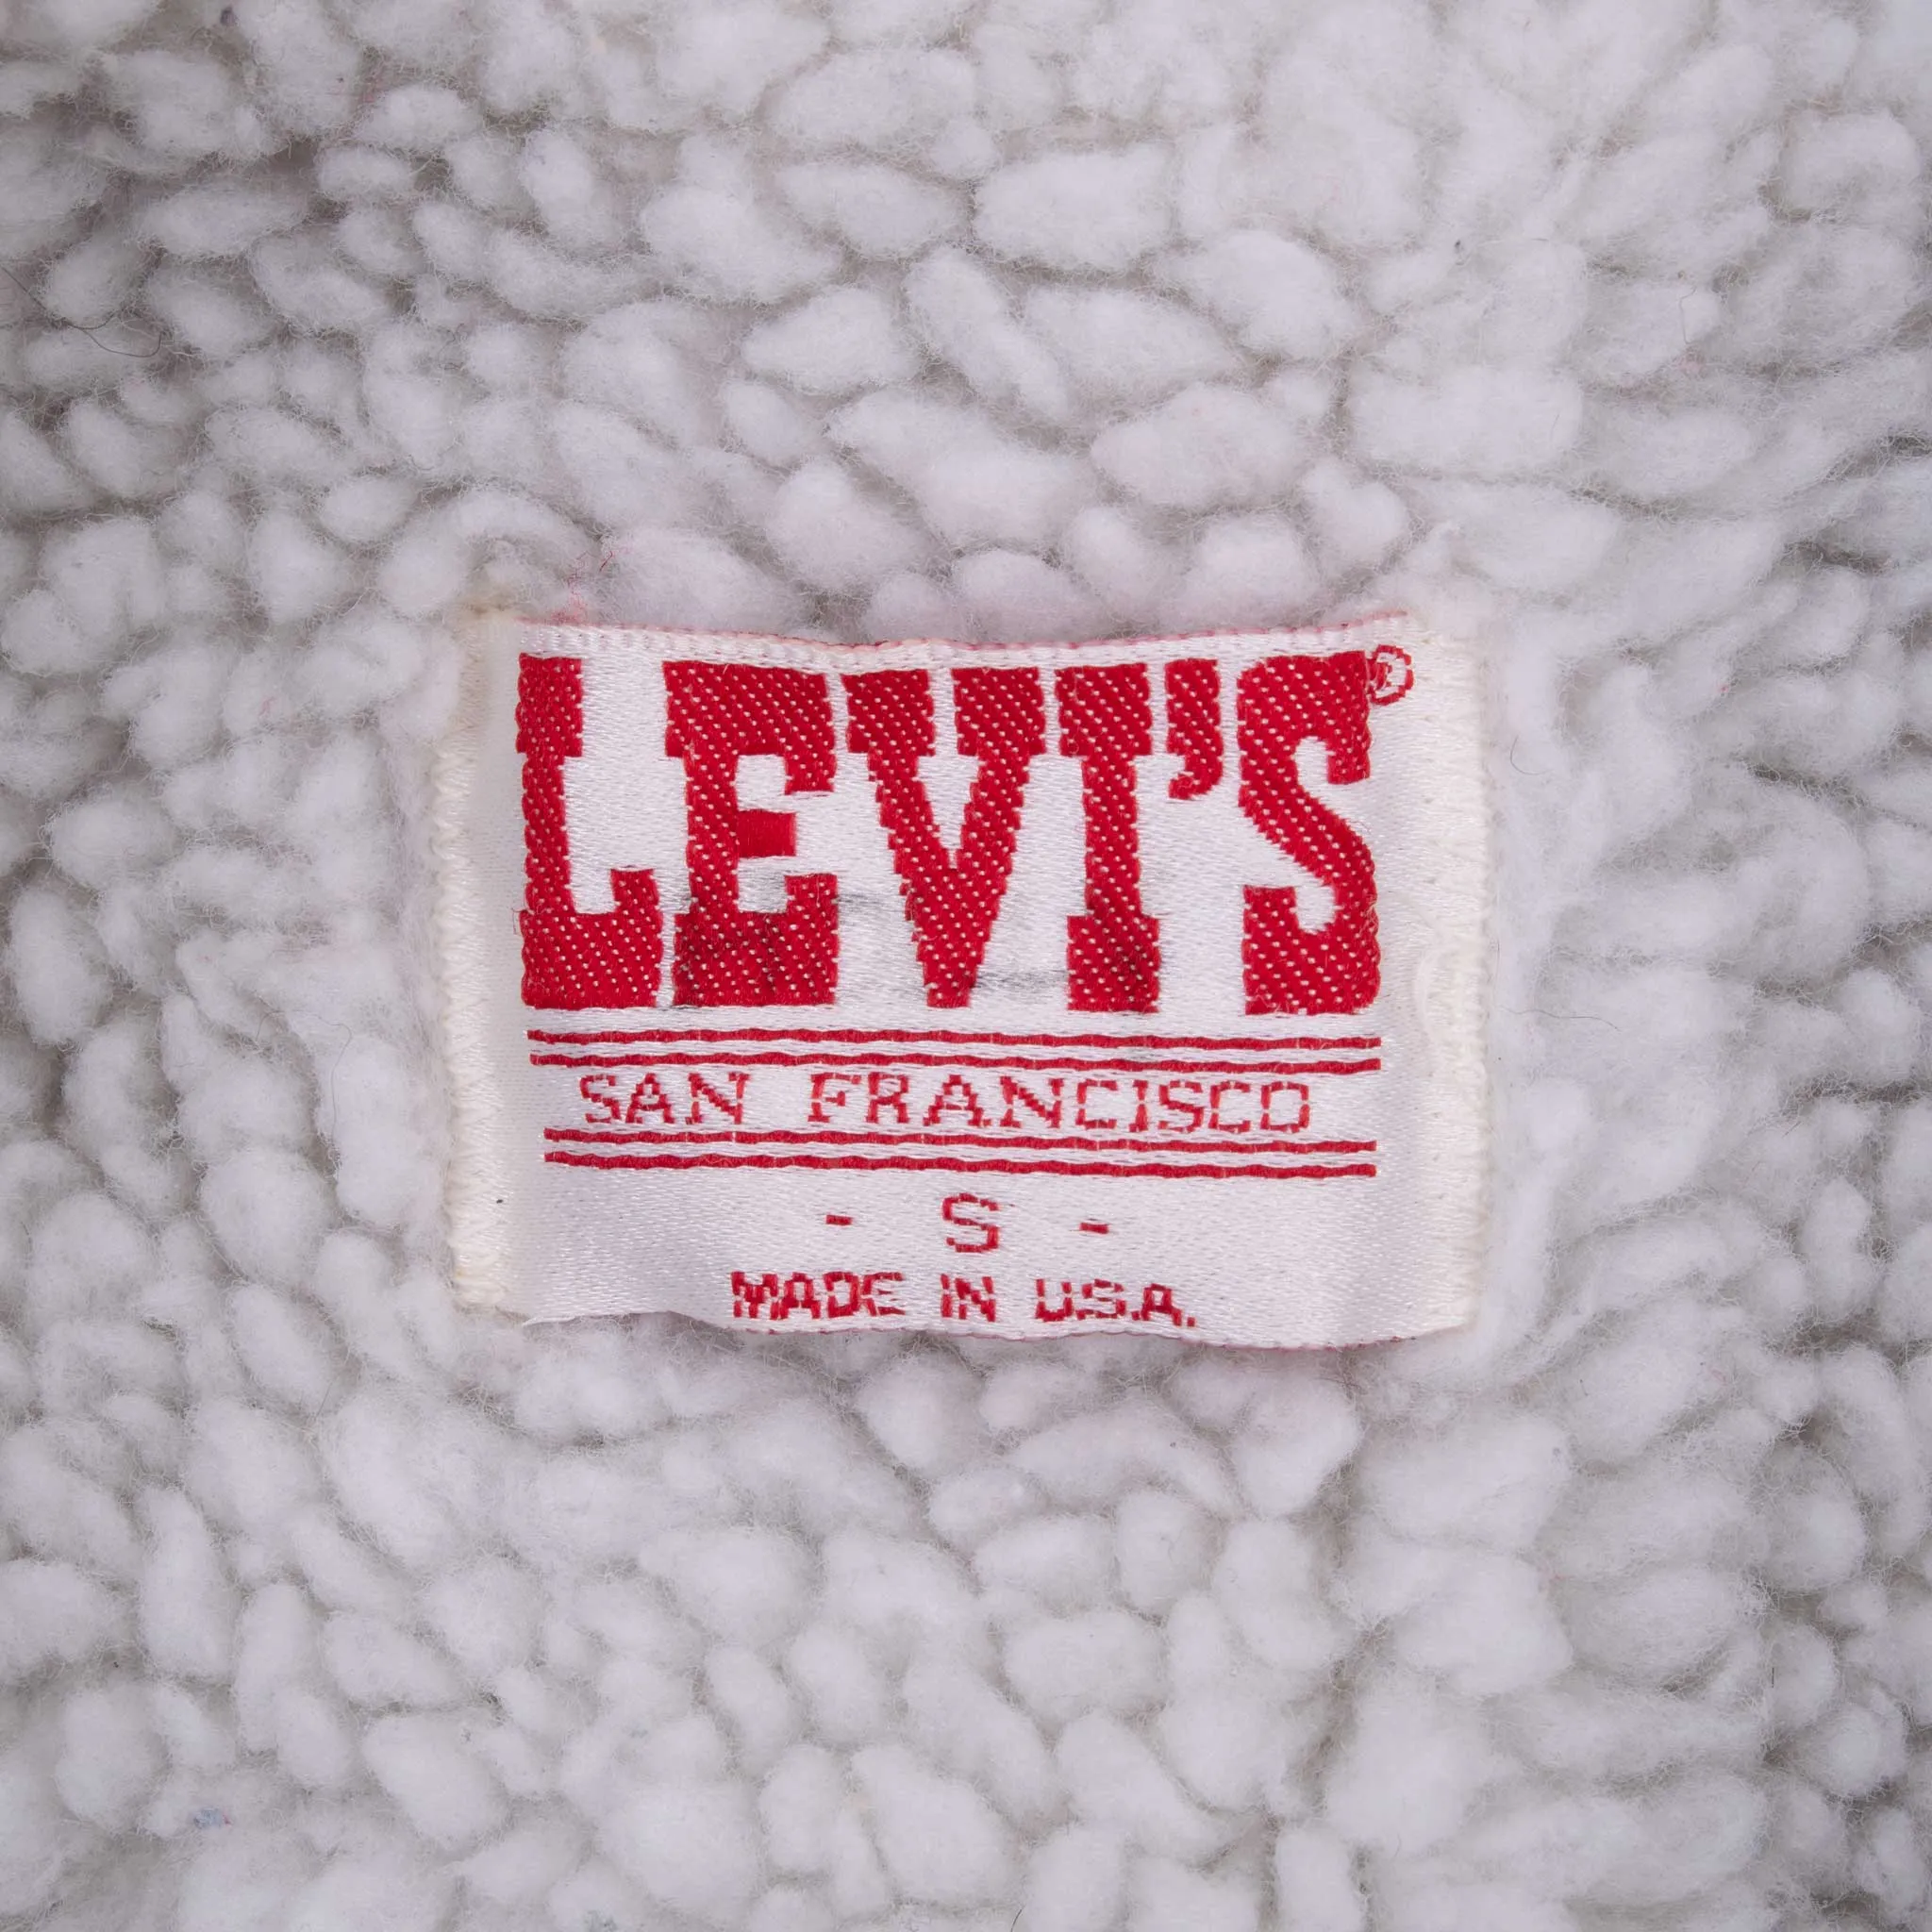 LEVI'S®
SAN FRANCISCO
- S -
MADE IN U.S.A.